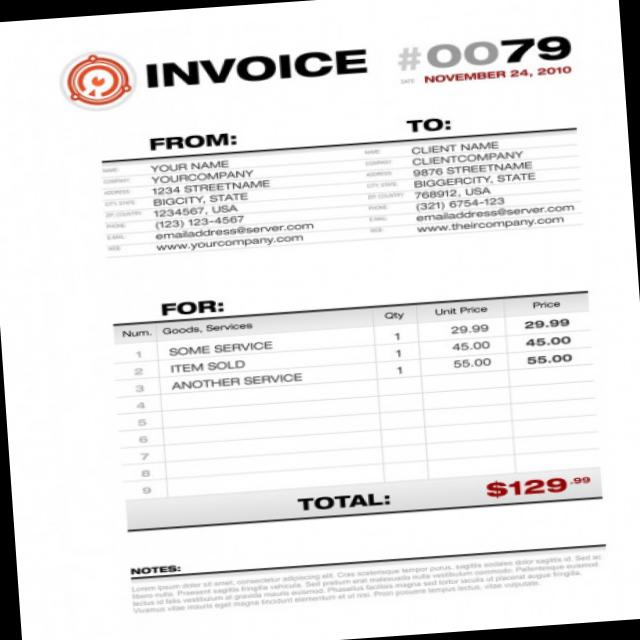 INVOICE
#0079
DATE NOVEMBER 24, 2010
FROM:
NAME: YOUR NAME
COMPANY: YOURCOMPANY
ADDRESS: 1234 STREETNAME
CITY, STATE: BIGCITY, STATE
ZIP, COUNTRY: 1234567, USA
PHONE: (123) 123-4567
E-MAIL: emailaddress@server.com
WEB: www.yourcompany.com
TO:
NAME: CLIENT NAME
COMPANY: CLIENTCOMPANY
ADDRESS: 9876 STREETNAME
CITY, STATE: BIGGERCITY, STATE
ZIP, COUNTRY: 768912, USA
PHONE: (321) 6754-123
E-MAIL: emailaddress@server.com
WEB: www.theircompany.com
FOR:
Num. Goods, Services Qty Unit Price Price
1 SOME SERVICE 1 29.99 29.99
2 ITEM SOLD 1 45.00 45.00
3 ANOTHER SERVICE 1 55.00 55.00
4
5
6
7
8
9
TOTAL: $129.99
NOTES:
Lorem ipsum dolor sit amet, consectetur adipiscing elit. Cras scelerisque tempor purus, sagittis sodales dolor sagittis id. Sed ac
libero nulla. Praesent sagittis fringilla vehicula. Sed pretium erat malesuada nulla vestibulum commodo. Pellentesque euismod
lectus id felis vestibulum at gravida mauris euismod. Phasellus facilisis magna sed tortor iaculis ut placerat augue fringilla.
Vivamus vitae mauris eget magna tincidunt elementum et ut nisi. Proin posuere tempus lectus, vitae vulputate.